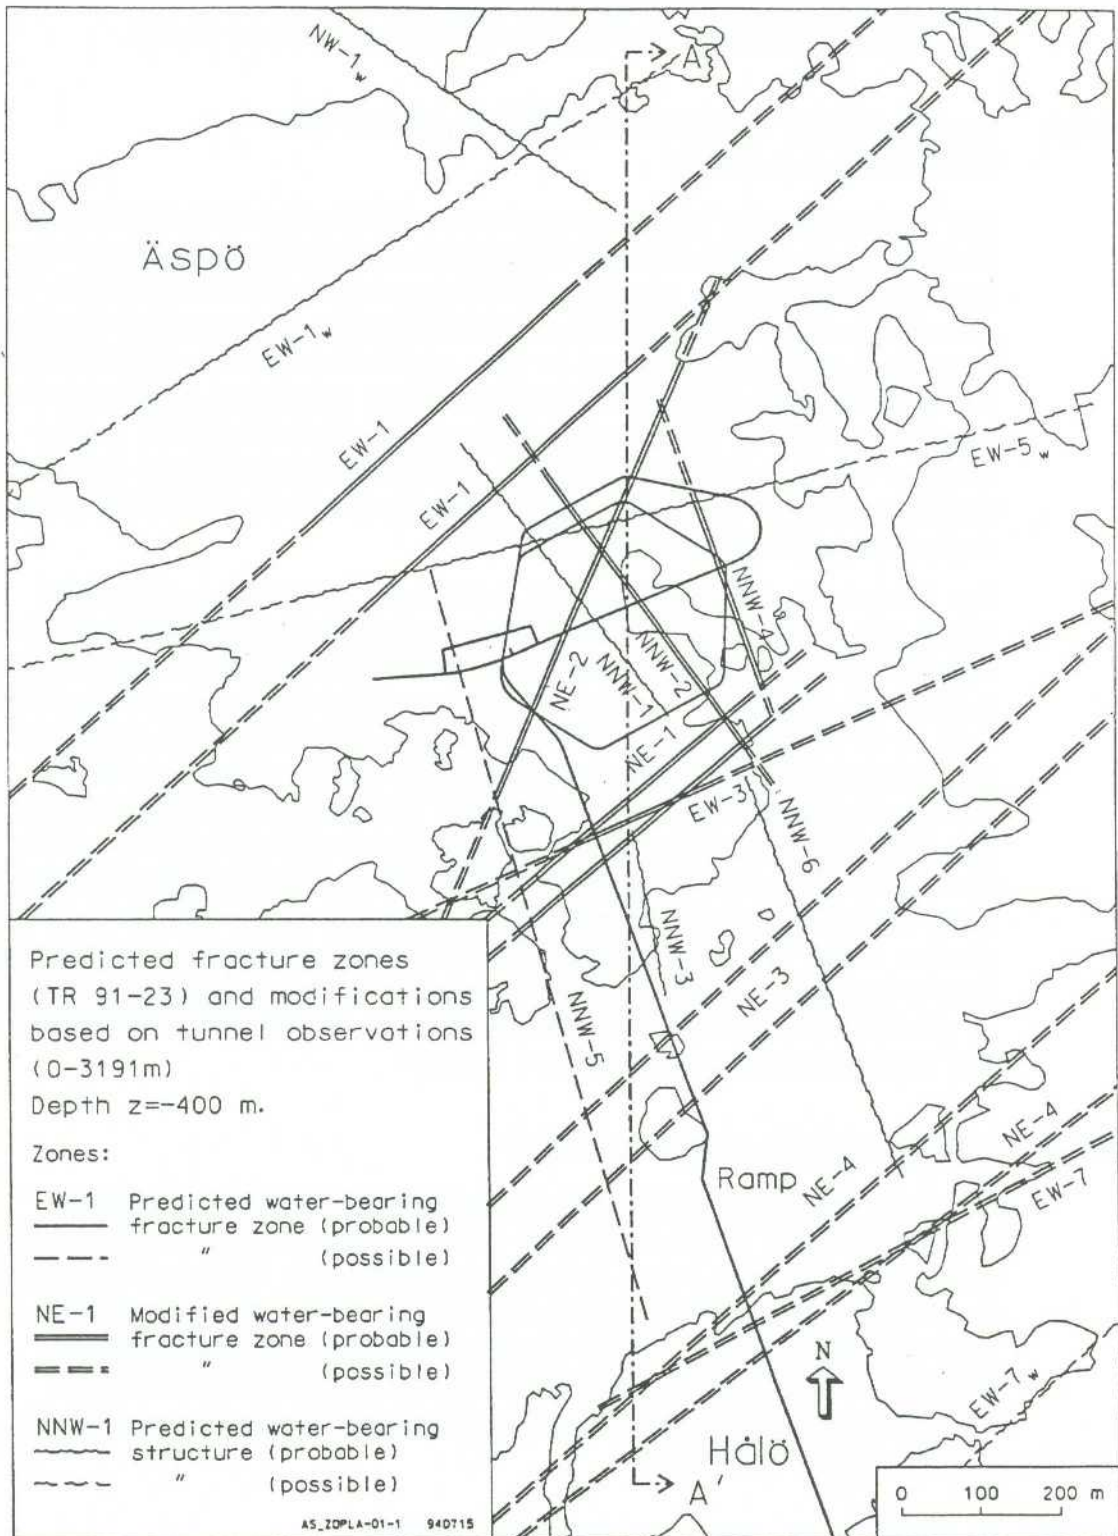 NW-1w
A
Äspö
EW-1w
EW-1
EW-1
EW-5w
NNW-4
NE-2
NNW-1
NNW-2
NE-1
EW-3
NNW-6
NNW-3
NE-3
NNW-5
NE-4
NE-4
EW-7
Ramp
N
EW-7w
Hålö
A'
Predicted fracture zones
(TR 91-23) and modifications
based on tunnel observations
(0-3191m)
Depth z=-400 m.
Zones:
EW-1 Predicted water-bearing
fracture zone (probable)
" (possible)
NE-1 Modified water-bearing
fracture zone (probable)
" (possible)
NNW-1 Predicted water-bearing
structure (probable)
" (possible)
AS_ZOPLA-01-1 940715
0 100 200 m